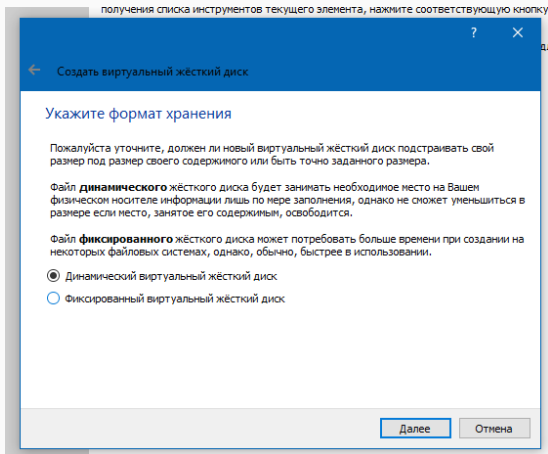 получения списка инструментов текущего элемента, нажмите соответствующую кнопку
?
Создать виртуальный жёсткий диск
Укажите формат хранения
Пожалуйста уточните, должен ли новый виртуальный жёсткий диск подстраивать свой
размер под размер своего содержимого или быть точно заданного размера.
Файл динамического жёсткого диска будет занимать необходимое место на Вашем
физическом носителе информации лишь по мере заполнения, однако не сможет уменьшиться в
размере если место, занятое его содержимым, освободится.
Файл фиксированного жёсткого диска может потребовать больше времени при создании на
некоторых файловых системах, однако, обычно, быстрее в использовании.
Динамический виртуальный жёсткий диск
Фиксированный виртуальный жёсткий диск
Далее Отмена